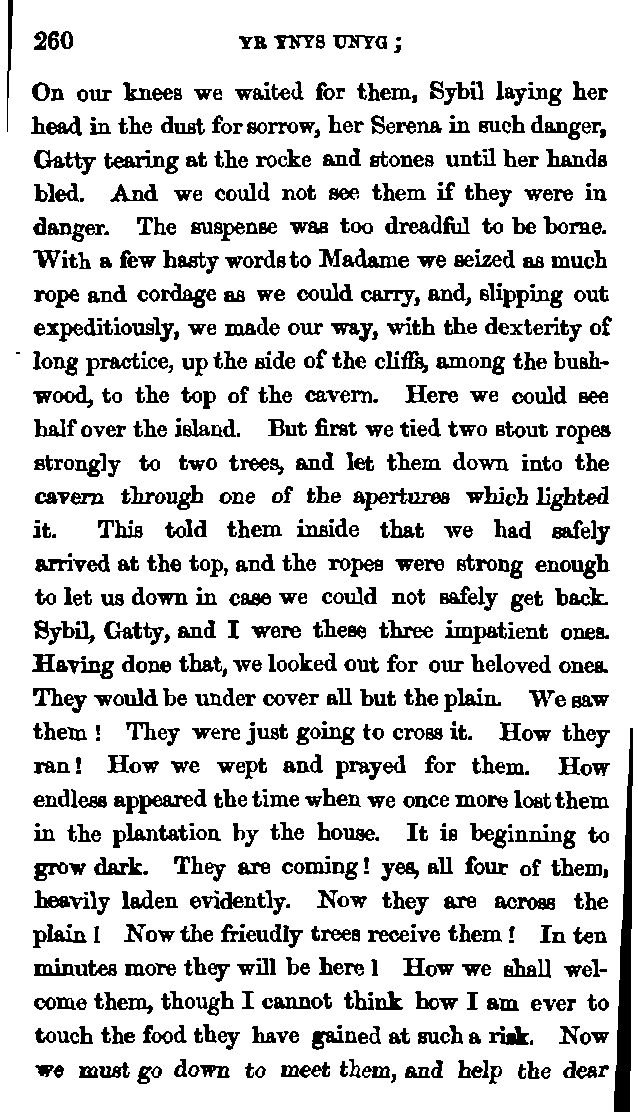 260 YR YNYS UNYG ;
On our knees we waited for them, Sybil laying her
head in the dust for sorrow, her Serena in such danger,
Gatty tearing at the rocke and stones until her hands
bled. And we could not see them if they were in
danger. The suspense was too dreadful to be borne.
With a few hasty words to Madame we seized as much
rope and cordage as we could carry, and, slipping out
expeditiously, we made our way, with the dexterity of
long practice, up the side of the cliffs, among the bush-
wood, to the top of the cavern. Here we could see
half over the island. But first we tied two stout ropes
strongly to two trees, and let them down into the
cavern through one of the apertures which lighted
it. This told them inside that we had safely
arrived at the top, and the ropes were strong enough
to let us down in case we could not safely get back.
Sybil, Gatty, and I were these three impatient ones.
Having done that, we looked out for our beloved ones.
They would be under cover all but the plain. We saw
them ! They were just going to cross it. How they
ran ! How we wept and prayed for them. How
endless appeared the time when we once more lost them
in the plantation by the house. It is beginning to
grow dark. They are coming ! yes, all four of them,
heavily laden evidently. Now they are across the
plain ! Now the friendly trees receive them ! In ten
minutes more they will be here ! How we shall wel-
come them, though I cannot think how I am ever to
touch the food they have gained at such a risk. Now
we must go down to meet them, and help the dear